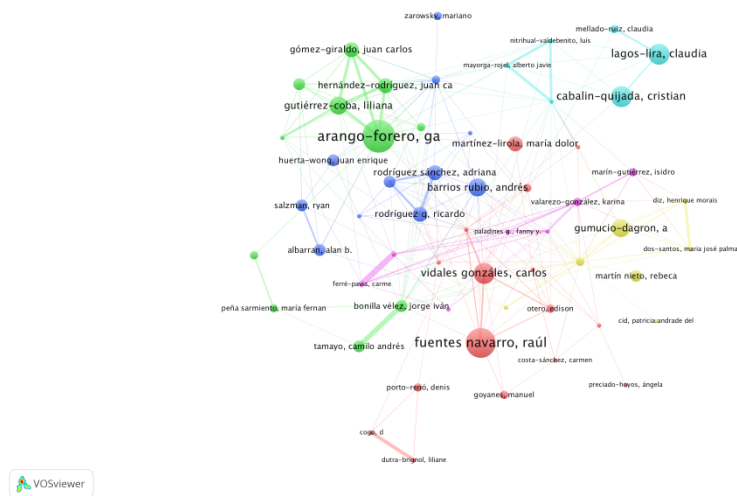 zarowsky, mariano
mellado-ruiz, claudia
nitrihual-valdebenito, luis
gómez-giraldo, juan carlos
lagos-lira, claudia
mayorga-rojel, alberto javie
hernández-rodríguez, juan ca
cabalin-quijada, cristian
gutiérrez-coba, liliana
arango-forero, ga
martínez-lirola, maría dolor
huerta-wong, juan enrique
rodríguez sánchez, adriana
marín-gutiérrez, isidro
barrios rubio, andrés
valarezo-gonzález, karina
diz, henrique morais
salzman, ryan
rodríguez q, ricardo
paladines g., fanny y.
gumucio-dagron, a
albarran, alan b.
dos-santos, maria josé palma
vidales gonzáles, carlos
martín nieto, rebeca
ferré-pavia, carme
peña sarmiento, maría fernan
bonilla vélez, jorge iván
otero, edison
cid, patricia andrade del
tamayo, camilo andrés
fuentes navarro, raúl
costa-sánchez, carmen
porto-renó, denis
goyanes, manuel
preciado-hoyos, ángela
cogo, d
dutra-brignol, liliane
VOSviewer